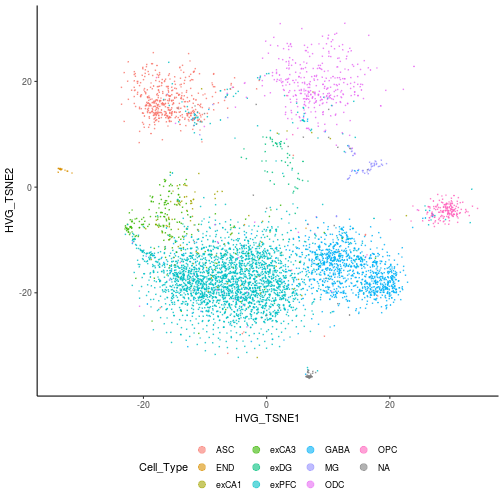 20
0
-20
HVG_TSNE2
-20 0 20
HVG_TSNE1
Cell_Type
ASC exCA3 GABA OPC
END exDG MG NA
exCA1 exPFC ODC